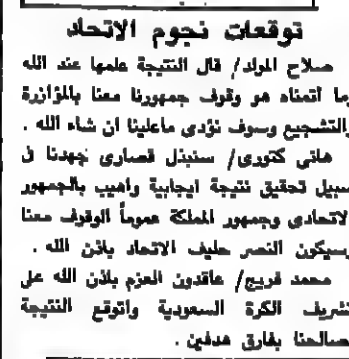 توقعات نجوم الاتحاد
صلاح المولد/ قال النتيجة علمها عند الله
وما أتمناه هو وقوف جمهورنا معنا بالمؤازرة
والتشجيع وسوف نؤدي ماعلينا ان شاء الله .
هاني كتوري/ سنبذل قصارى جهدنا في
سبيل تحقيق نتيجة ايجابية واهيب بالجمهور
الاتحادي وجمهور المملكة عموماً الوقوف معنا
وسيكون النصر حليف الاتحاد باذن الله .
محمد فريج/ عاقدون العزم باذن الله على
تشريف الكرة السعودية واتوقع النتيجة
لصالحنا بفارق هدفين .